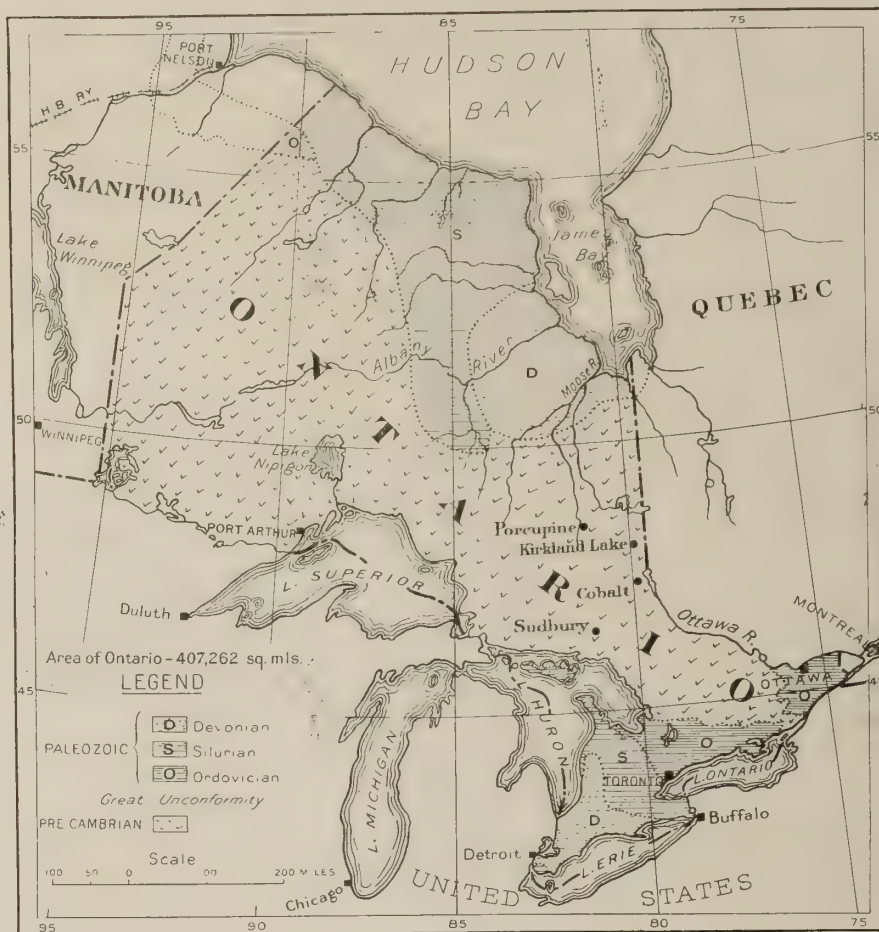 95
85
75
PORT
NELSON
HUDSON
BAY
H.B. RY
55
55
MANITOBA
O
Lake
Winnipeg
S
James
Bay
QUEBEC
ONTARIO
Albany River
D
Moose R.
50
50
WINNIPEG
Lake
Nipigon
PORT ARTHUR
Porcupine
Kirkland Lake
L. SUPERIOR
Cobalt
Duluth
Sudbury
Ottawa R.
MONTREAL
Area of Ontario - 407,262 sq. mls.
LEGEND
45
OTTAWA
O
PALEOZOIC
D Devonian
S Silurian
O Ordovician
Great Unconformity
PRE CAMBRIAN
L. HURON
L. MICHIGAN
S
O
TORONTO
L. ONTARIO
D
Buffalo
Detroit
L. ERIE
Scale
100 50 0 00 200 M LES
Chicago
UNITED STATES
95
90
85
80
75